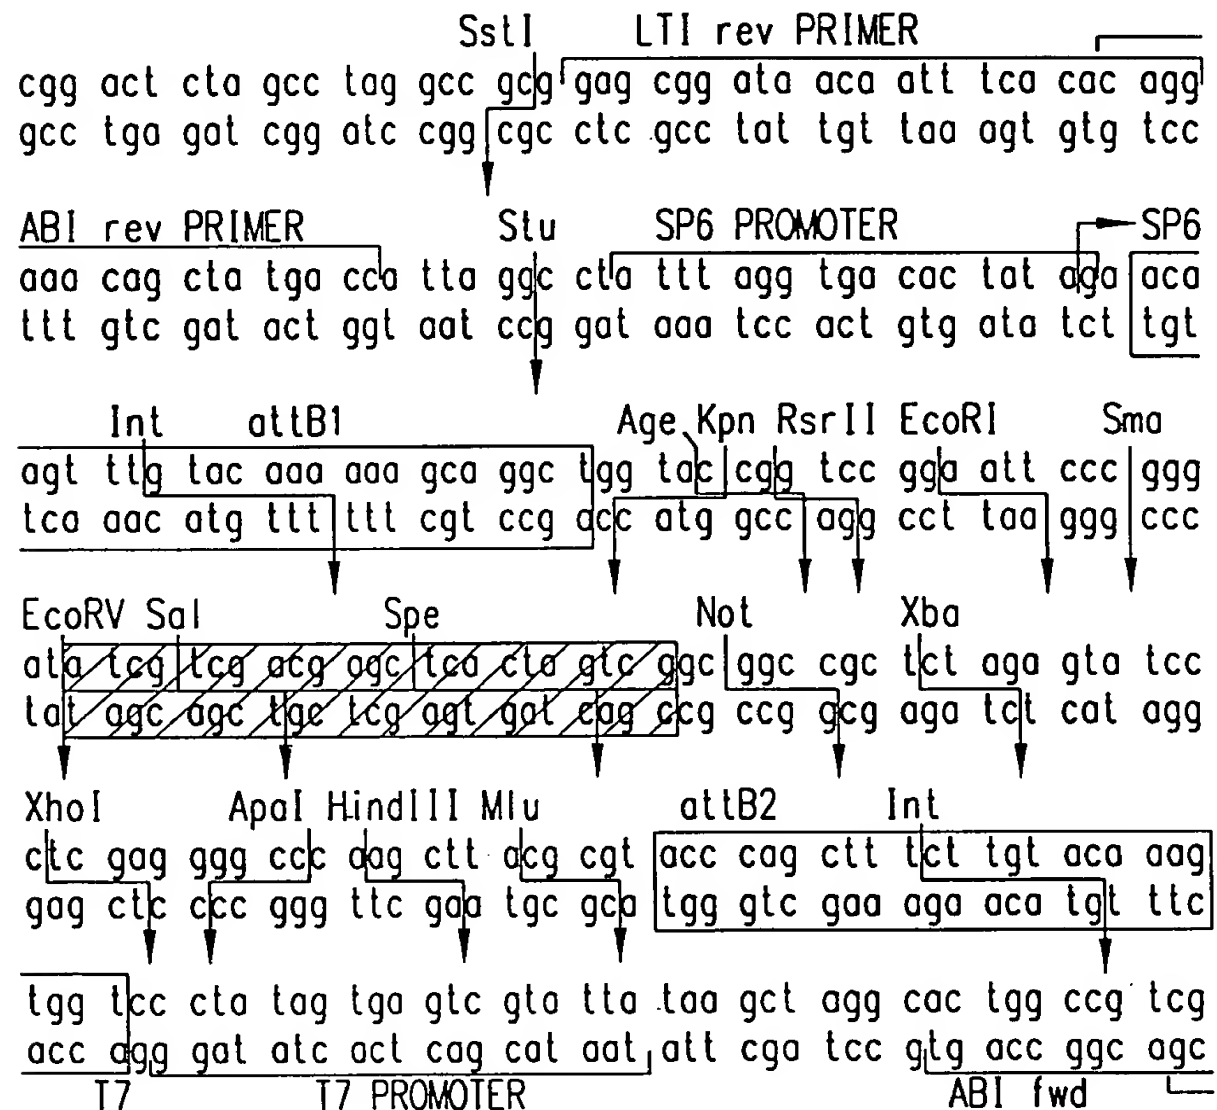 SstI LTI rev PRIMER
cgg act cta gcc tag gcc gcg gag cgg ata aca att tca cac agg
gcc tga gat cgg atc cgg cgc ctc gcc tat tgt taa agt gtg tcc
ABI rev PRIMER Stu SP6 PROMOTER SP6
aaa cag cta tga cca tta ggc cta ttt agg tga cac tat aga aca
ttt gtc gat act ggt aat ccg gat aaa tcc act gtg ata tct tgt
Int attB1 Age Kpn RsrII EcoRI Sma
agt ttg tac aaa aaa gca ggc tgg tac cgg tcc gga att ccc ggg
tca aac atg ttt ttt cgt ccg acc atg gcc agg cct taa ggg ccc
EcoRV Sal Spe Not Xba
ata tcg tcg acg agc tca cta gtc ggc ggc cgc tct aga gta tcc
tat agc agc tgc tcg agt gat cag ccg ccg gcg aga tct cat agg
XhoI ApaI HindIII Mlu attB2 Int
ctc gag ggg ccc aag ctt acg cgt acc cag ctt tct tgt aca aag
gag ctc ccc ggg ttc gaa tgc gca tgg gtc gaa aga aca tgt ttc
tgg tcc cta tag tga gtc gta tta taa gct agg cac tgg ccg tcg
acc agg gat atc act cag cat aat att cga tcc gtg acc ggc agc
T7 T7 PROMOTER ABI fwd